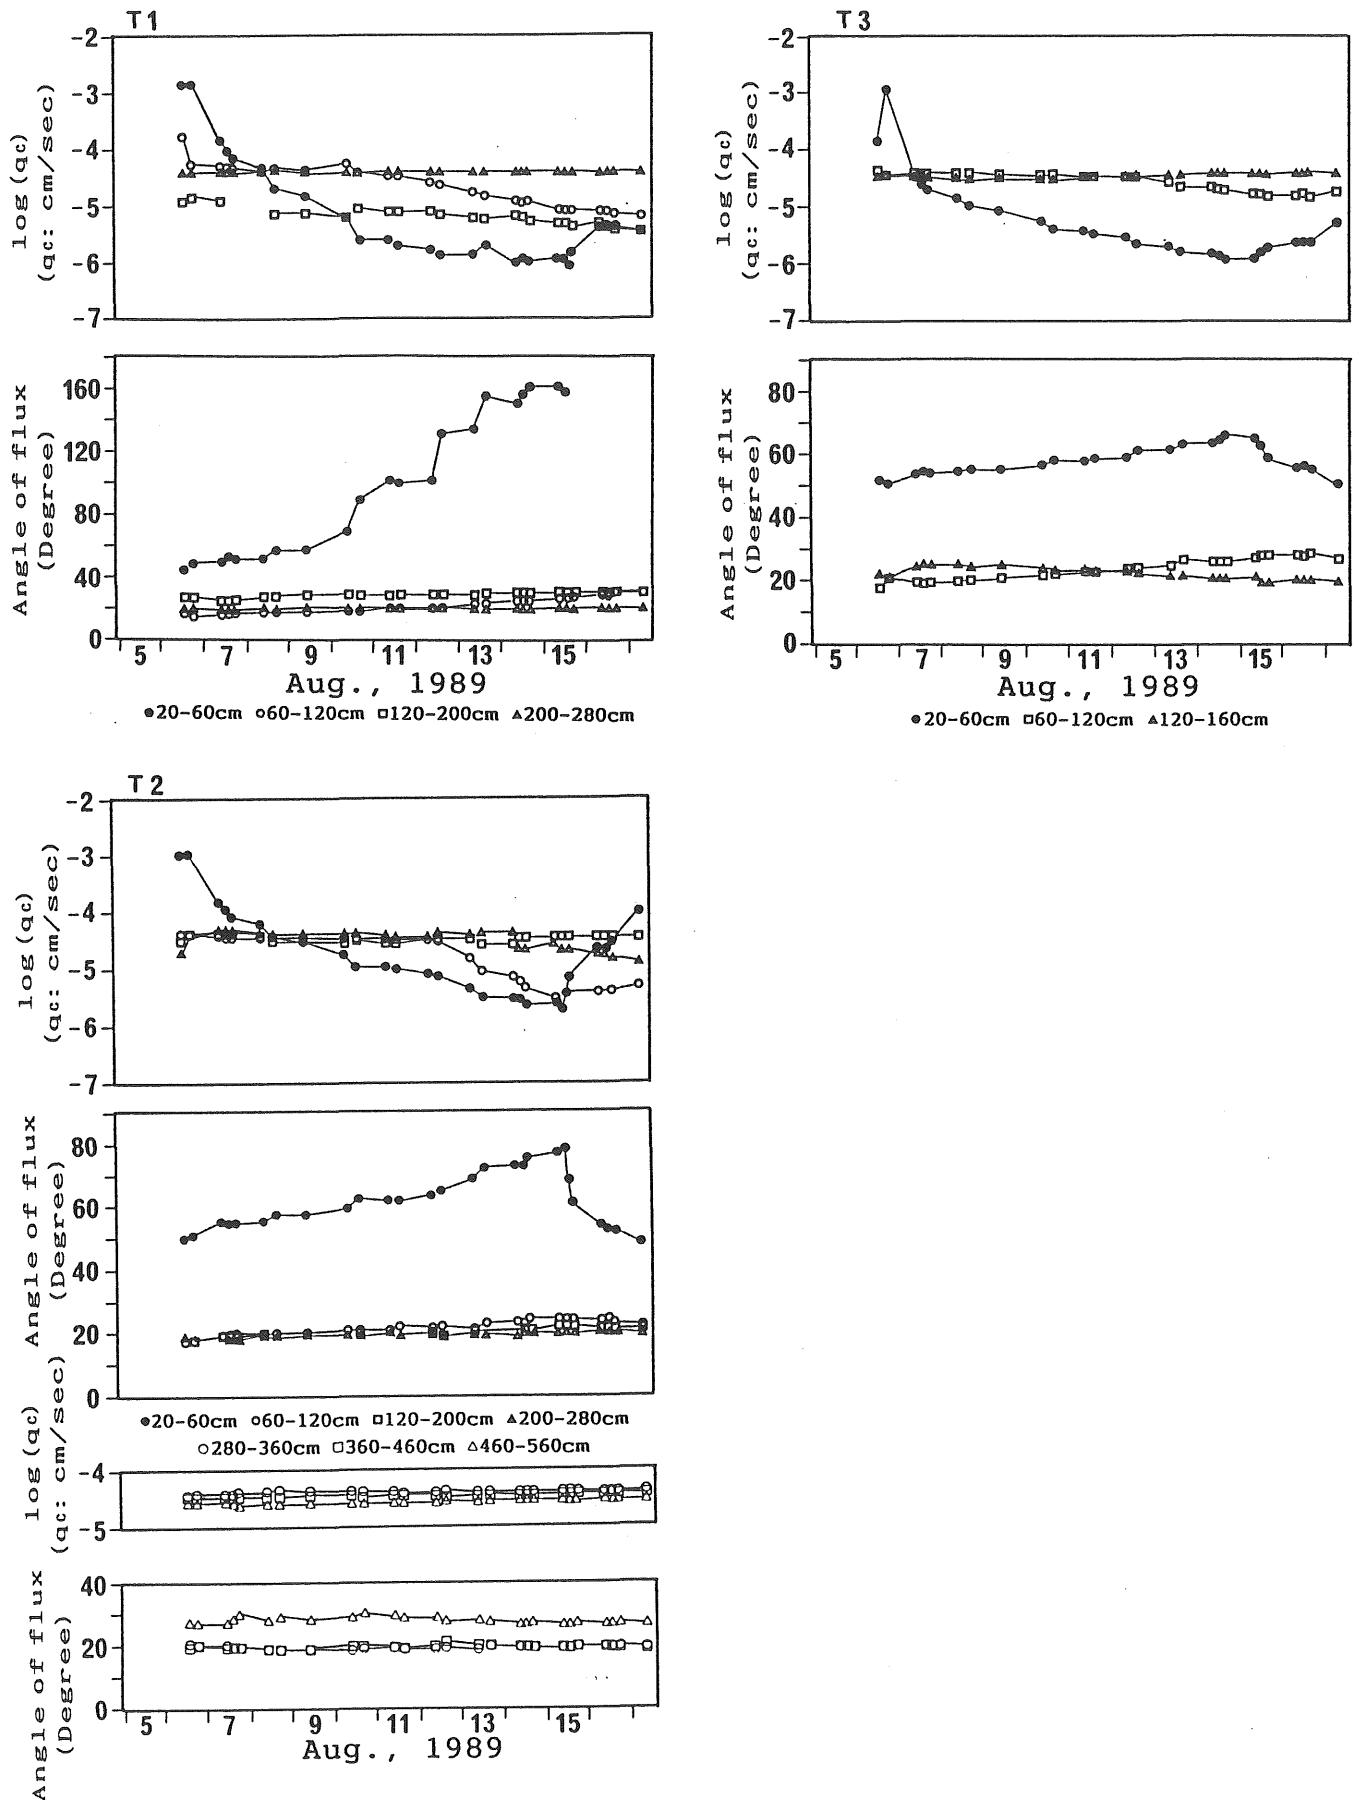 T1
-2
-3
-4
-5
-6
-7
log(qc)
(qc: cm/sec)
160
120
80
40
0
Angle of flux
(Degree)
5 7 9 11 13 15
Aug., 1989
●20-60cm ○60-120cm □120-200cm ▲200-280cm
T3
-2
-3
-4
-5
-6
-7
log(qc)
(qc: cm/sec)
80
60
40
20
0
Angle of flux
(Degree)
5 7 9 11 13 15
Aug., 1989
●20-60cm □60-120cm ▲120-160cm
T2
-2
-3
-4
-5
-6
-7
log(qc)
(qc: cm/sec)
80
60
40
20
0
Angle of flux
(Degree)
●20-60cm ○60-120cm □120-200cm ▲200-280cm
○280-360cm □360-460cm △460-560cm
-4
-5
log(qc)
(qc: cm/sec)
40
20
0
Angle of flux
(Degree)
5 7 9 11 13 15
Aug., 1989